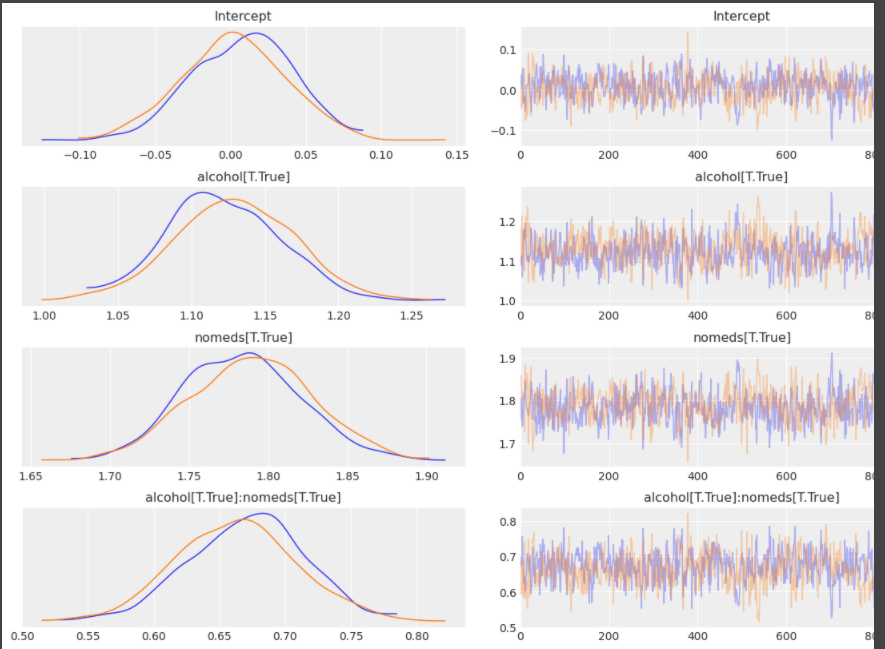 Intercept Intercept
0.1
0.0
−0.1
−0.10 −0.05 0.00 0.05 0.10 0.15 0 200 400 600 80
alcohol[T.True] alcohol[T.True]
1.2
1.1
1.0
1.00 1.05 1.10 1.15 1.20 1.25 0 200 400 600 80
nomeds[T.True] nomeds[T.True]
1.9
1.8
1.7
1.65 1.70 1.75 1.80 1.85 1.90 0 200 400 600 80
alcohol[T.True]:nomeds[T.True] alcohol[T.True]:nomeds[T.True]
0.8
0.7
0.6
0.5
0.50 0.55 0.60 0.65 0.70 0.75 0.80 0 200 400 600 80